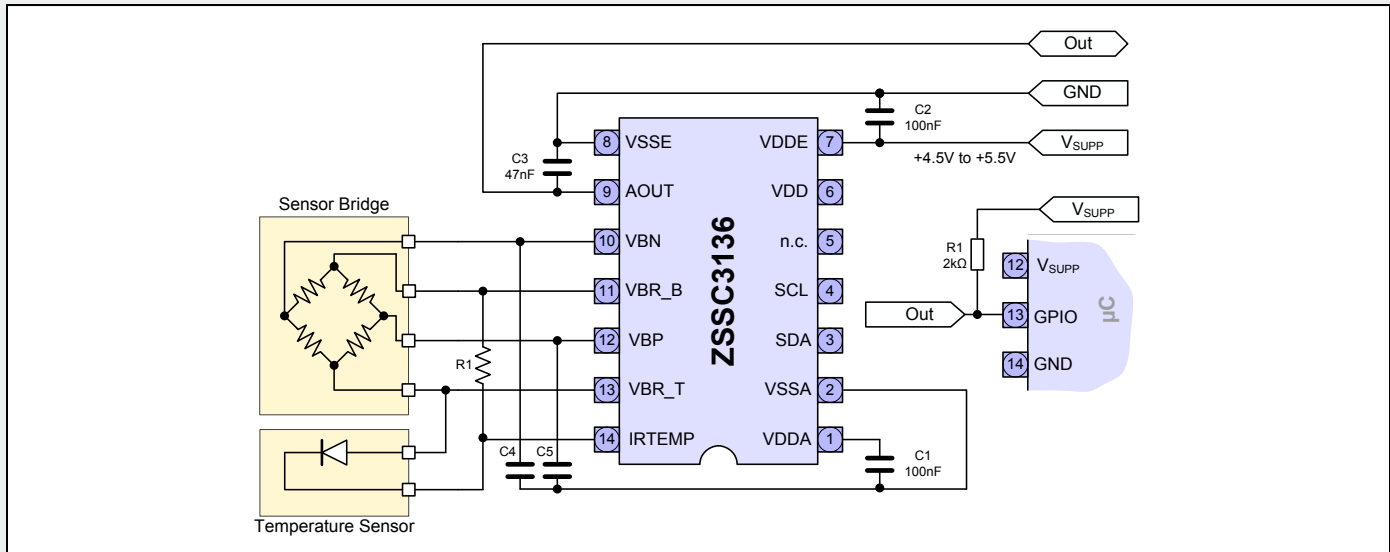 Out
GND
C2
100nF
V_SUPP
+4.5V to +5.5V
C3
47nF
8 VSSE
9 AOUT
10 VBN
11 VBR_B
12 VBP
13 VBR_T
14 IRTEMP
ZSSC3136
VDDE 7
VDD 6
n.c. 5
SCL 4
SDA 3
VSSA 2
VDDA 1
Sensor Bridge
R1
C4
C5
C1
100nF
Temperature Sensor
V_SUPP
R1
2kΩ
12 V_SUPP
Out
13 GPIO
14 GND
µC